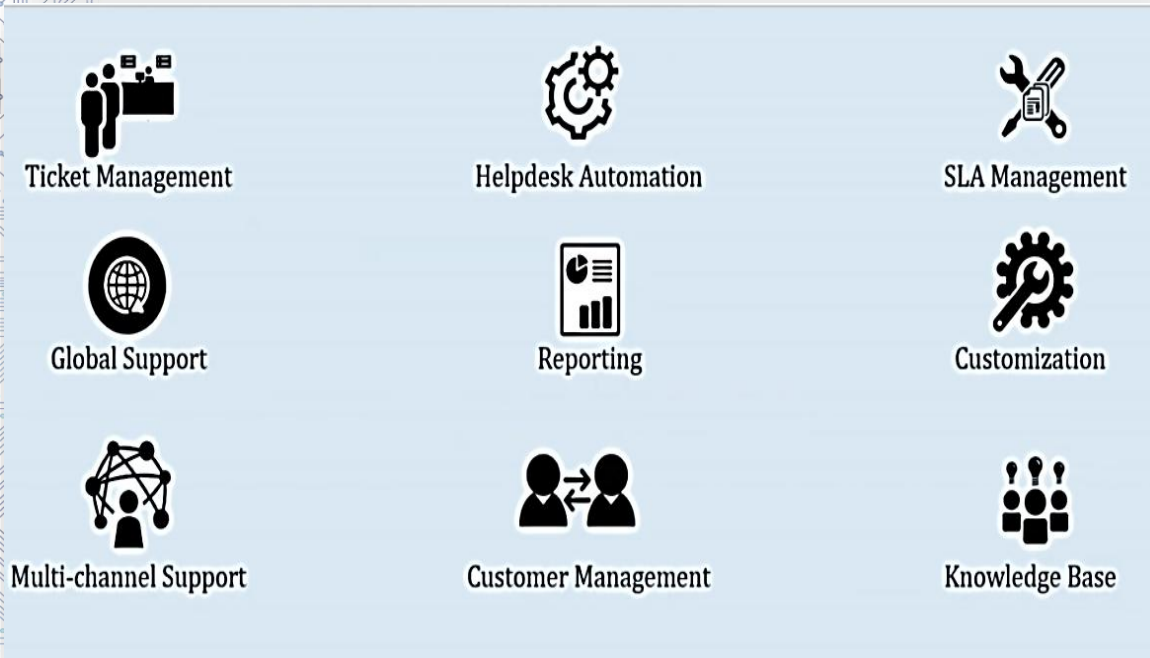 Ticket Management
Helpdesk Automation
SLA Management
Global Support
Reporting
Customization
Multi-channel Support
Customer Management
Knowledge Base